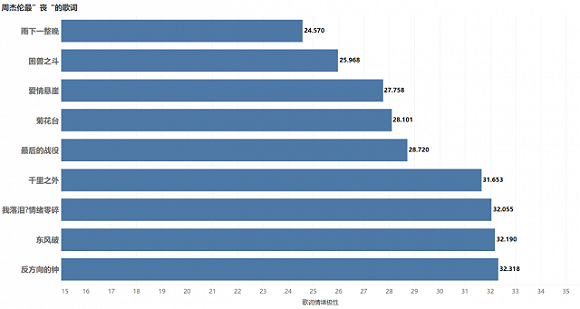 周杰伦最”丧“的歌词
雨下一整晚
24.570
困兽之斗
25.968
爱情悬崖
27.758
菊花台
28.101
最后的战役
28.720
千里之外
31.653
我落泪?情绪零碎
32.055
东风破
32.190
反方向的钟
32.318
15 16 17 18 19 20 21 22 23 24 25 26 27 28 29 30 31 32 33 34 35
歌词情绪极性